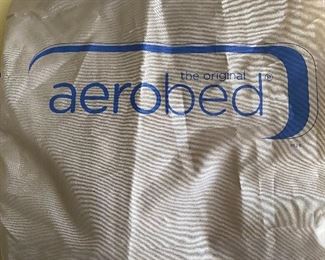 the original
aerobed®